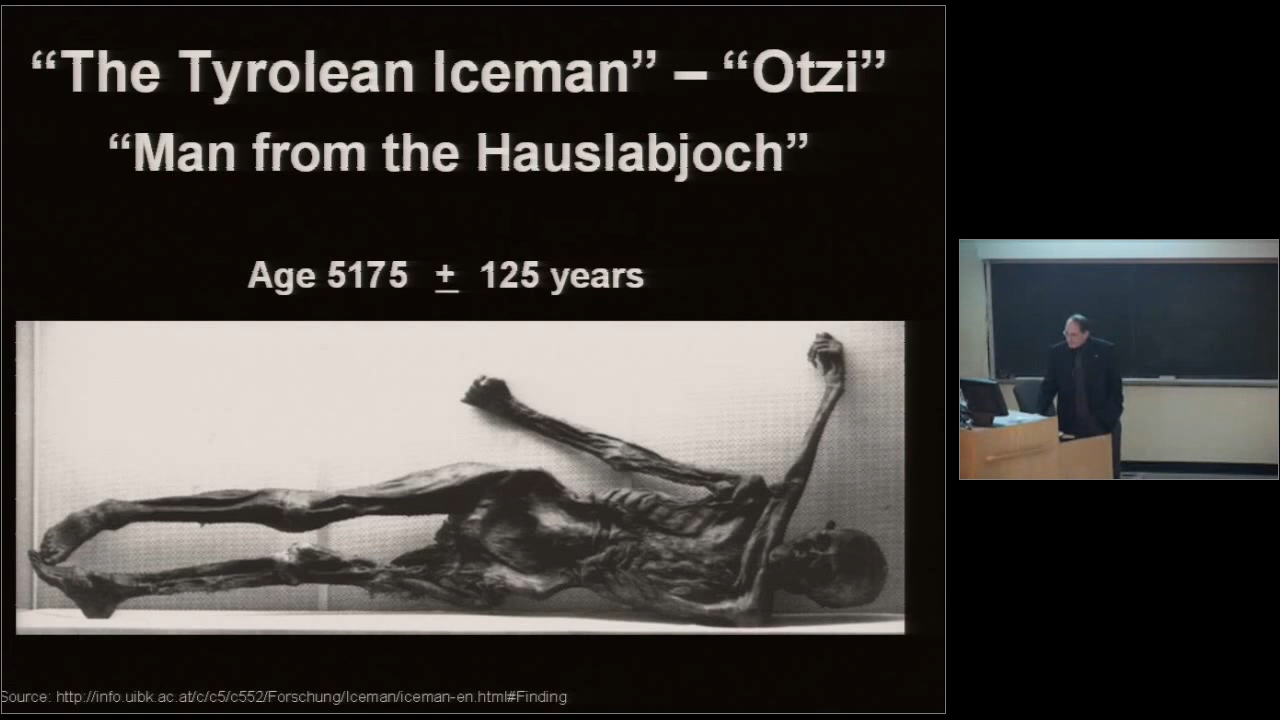 “The Tyrolean Iceman” – “Otzi”
“Man from the Hauslabjoch”
Age 5175 ± 125 years
Source: http://info.uibk.ac.at/c/c5/c552/Forschung/Iceman/iceman-en.html#Finding